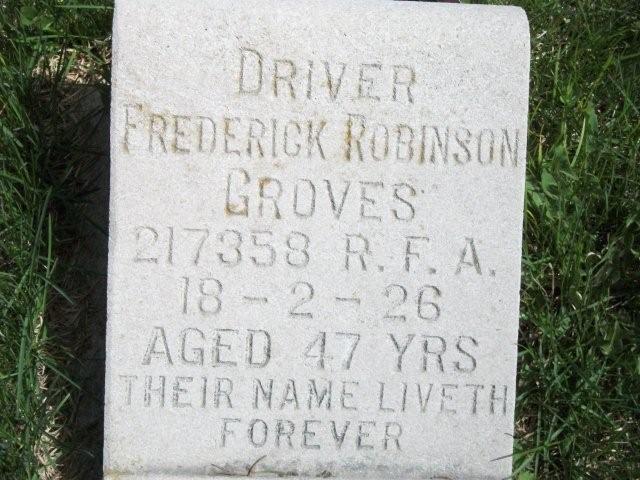 DRIVER
FREDERICK ROBINSON
GROVES
217358 R. F. A.
18 - 2 - 26
AGED 47 YRS
THEIR NAME LIVETH
FOREVER